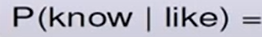 P(know | like) =